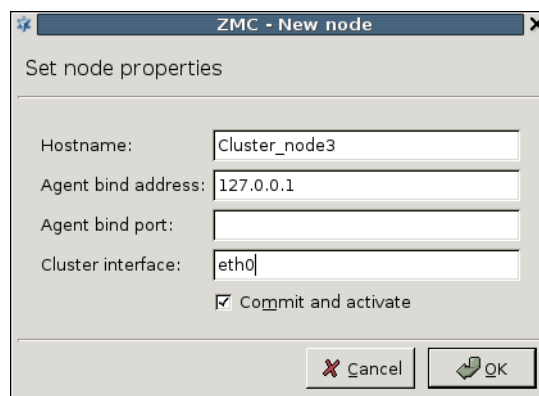 ZMC - New node
Set node properties
Hostname: Cluster_node3
Agent bind address: 127.0.0.1
Agent bind port:
Cluster interface: eth0
Commit and activate
Cancel OK